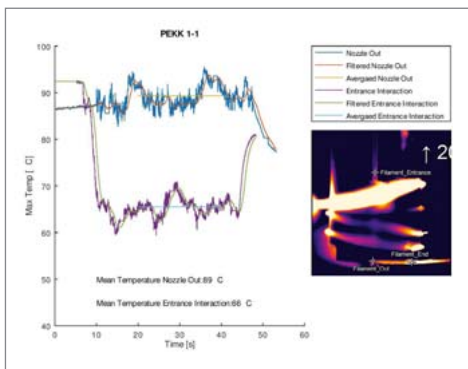 PEKK 1-1
100
90
80
70
60
50
40
0 10 20 30 40 50 60
Max Temp [ C]
Time [s]
Mean Temperature Nozzle Out:89 C
Mean Temperature Entrance Interaction:66 C
Nozzle Out
Filtered Nozzle Out
Avergaed Nozzle Out
Entrance Interaction
Filtered Entrance Interaction
Avergaed Entrance Interaction
↑ 20
Filament_Entrance
Filament_End
Filament_Out